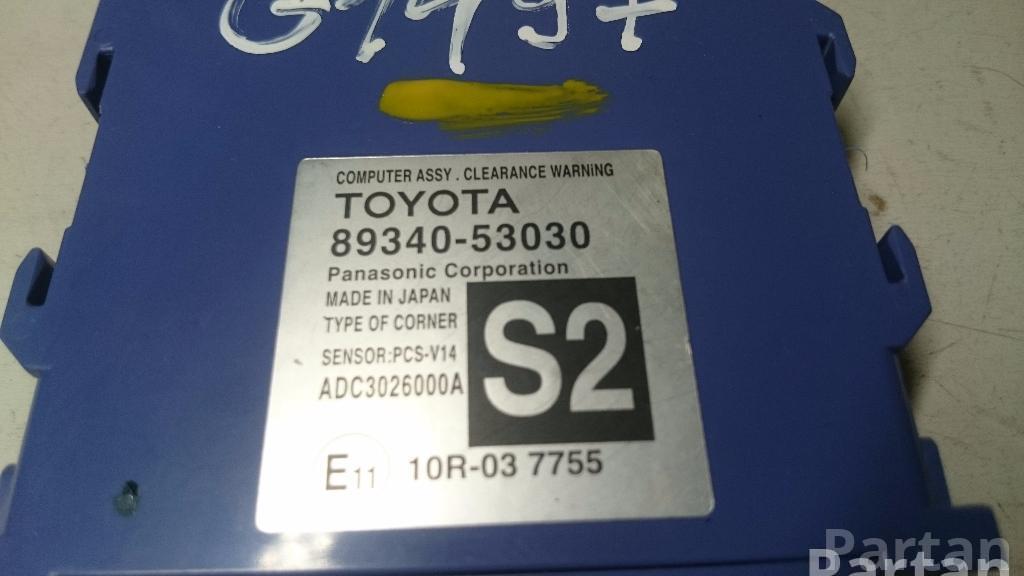 COMPUTER ASSY . CLEARANCE WARNING
TOYOTA
89340-53030
Panasonic Corporation
MADE IN JAPAN
TYPE OF CORNER
SENSOR:PCS-V14
ADC3026000A
S2
E11 10R-03 7755
Partan
Partan